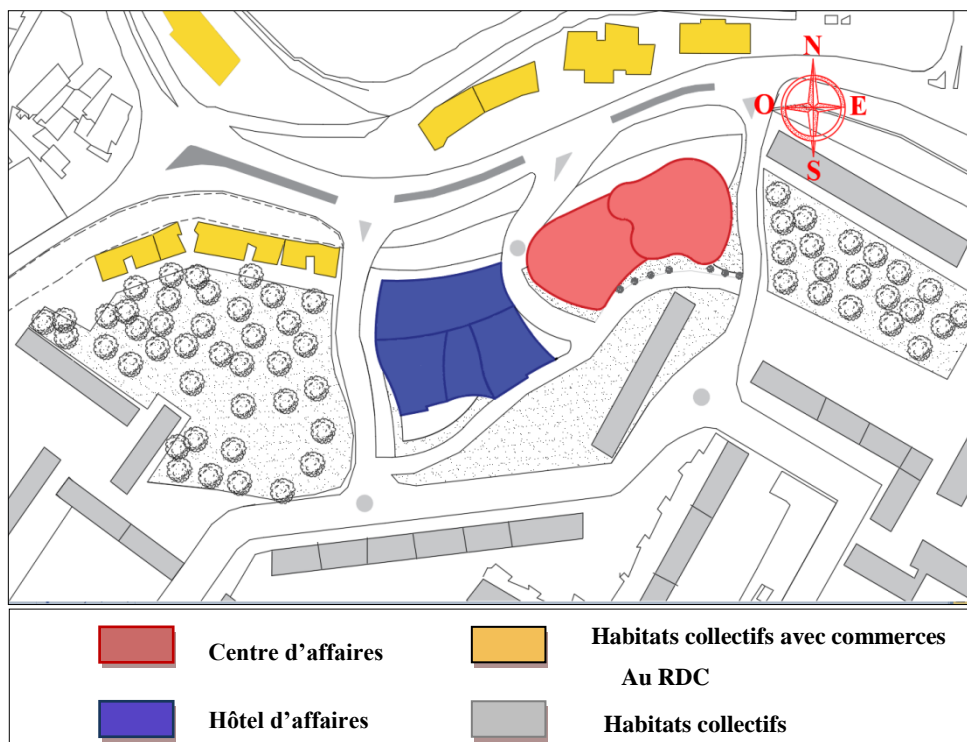 N
O
E
S
Centre d'affaires
Habitats collectifs avec commerces
Au RDC
Hôtel d'affaires
Habitats collectifs